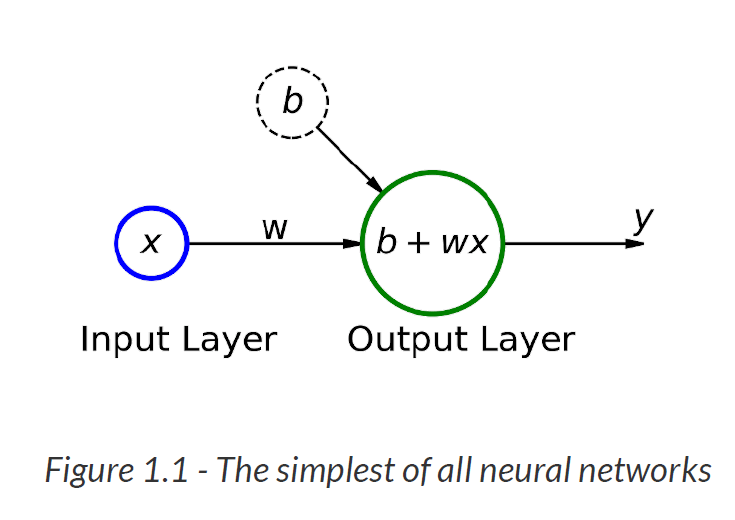 b
w
y
x
b + wx
Input Layer
Output Layer
Figure 1.1 - The simplest of all neural networks